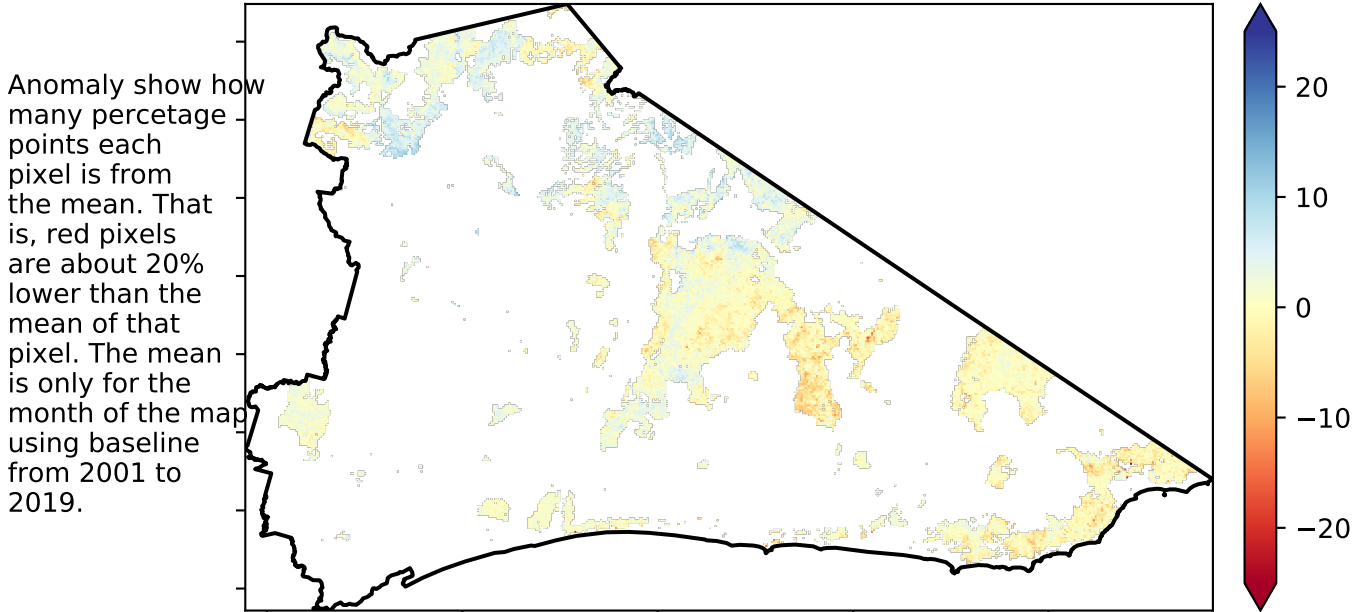 Anomaly show how
many percetage
points each
pixel is from
the mean. That
is, red pixels
are about 20%
lower than the
mean of that
pixel. The mean
is only for the
month of the map
using baseline
from 2001 to
2019.
20
10
0
−10
−20